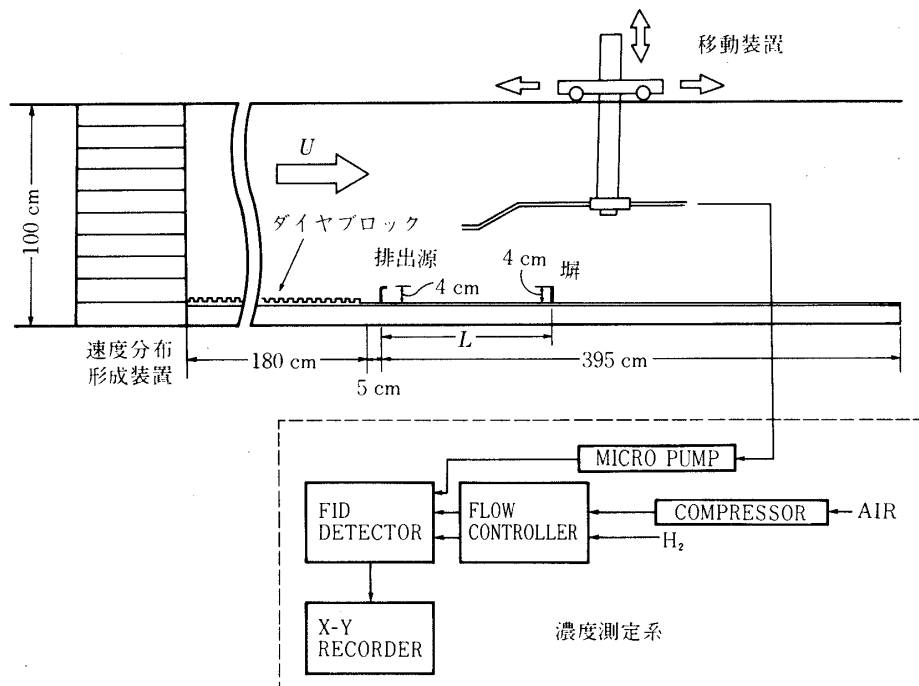 移動装置
U
100 cm
ダイヤブロック
排出源
4 cm
4 cm
塀
速度分布
形成装置
180 cm
5 cm
L
395 cm
MICRO PUMP
FID
DETECTOR
FLOW
CONTROLLER
COMPRESSOR
AIR
H₂
X-Y
RECORDER
濃度測定系